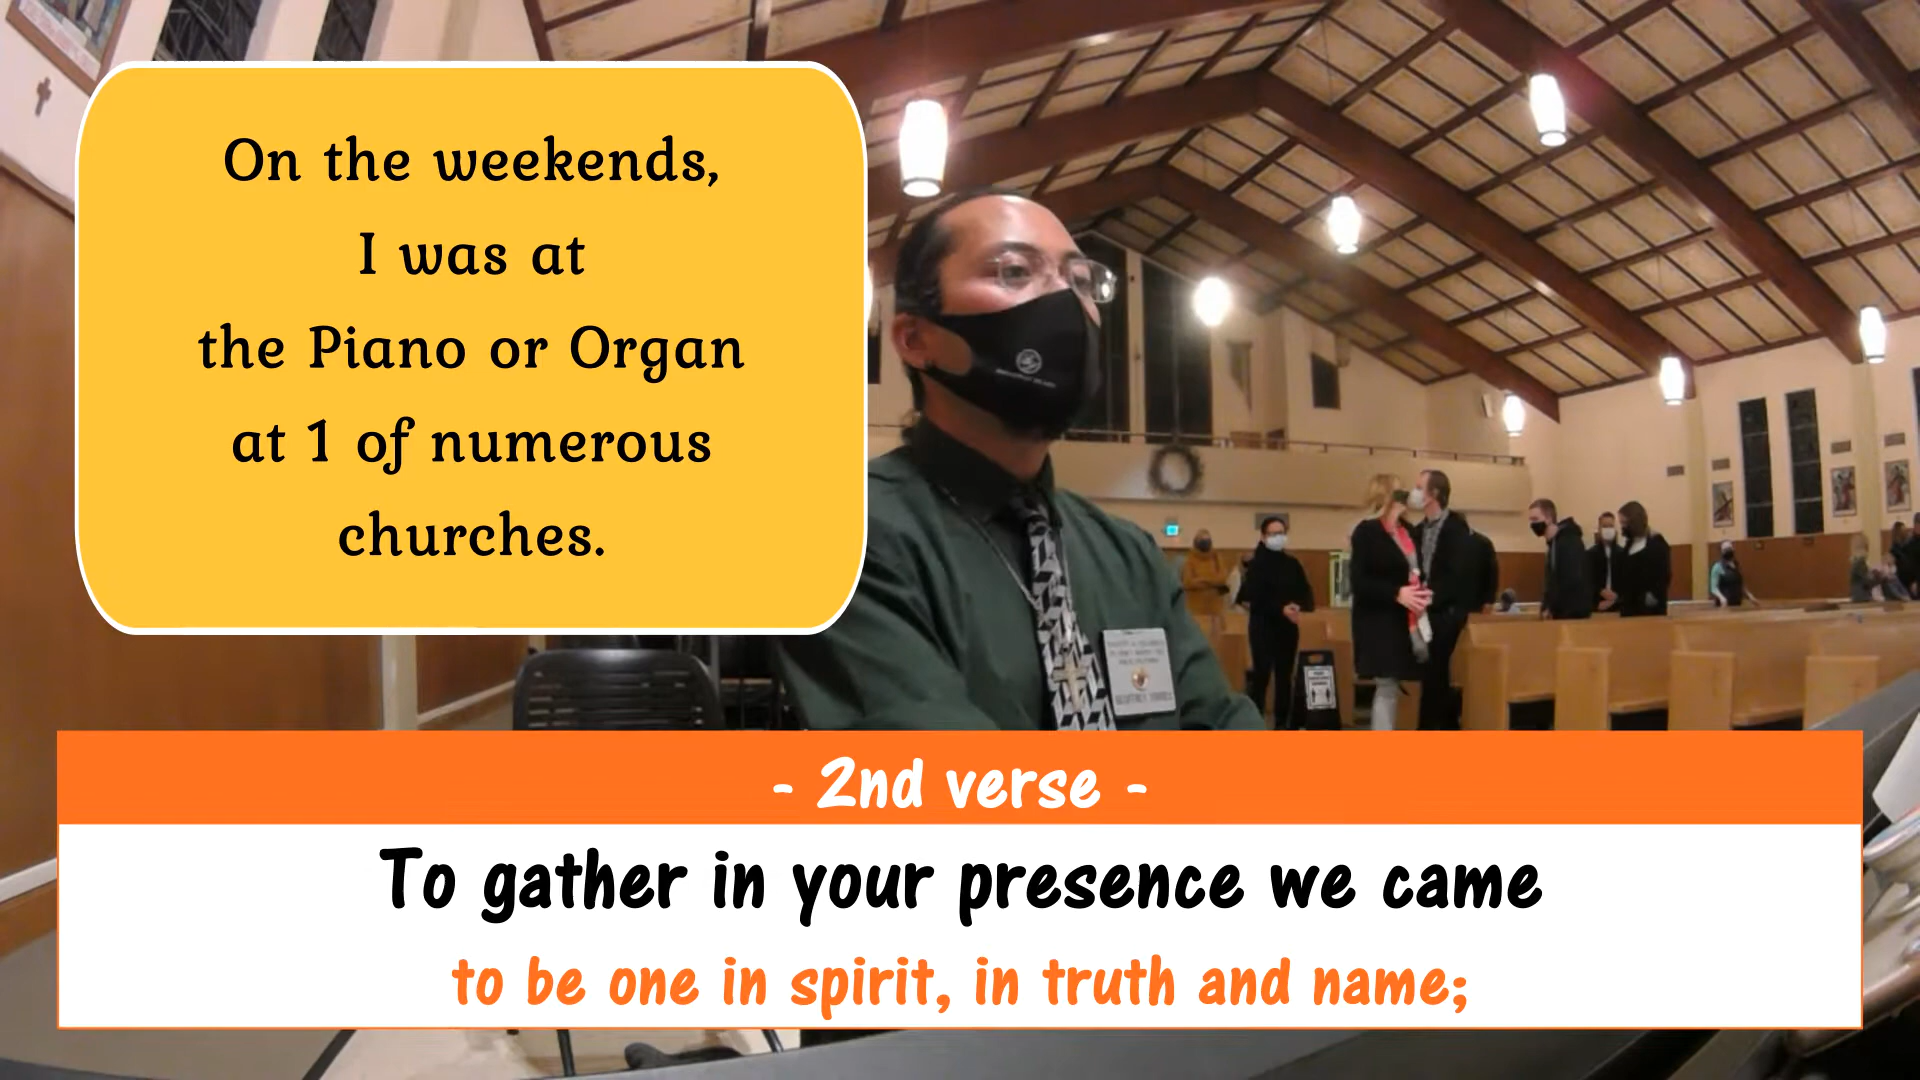 On the weekends,
I was at
the Piano or Organ
at 1 of numerous
churches.
- 2nd verse -
To gather in your presence we came
to be one in spirit, in truth and name;